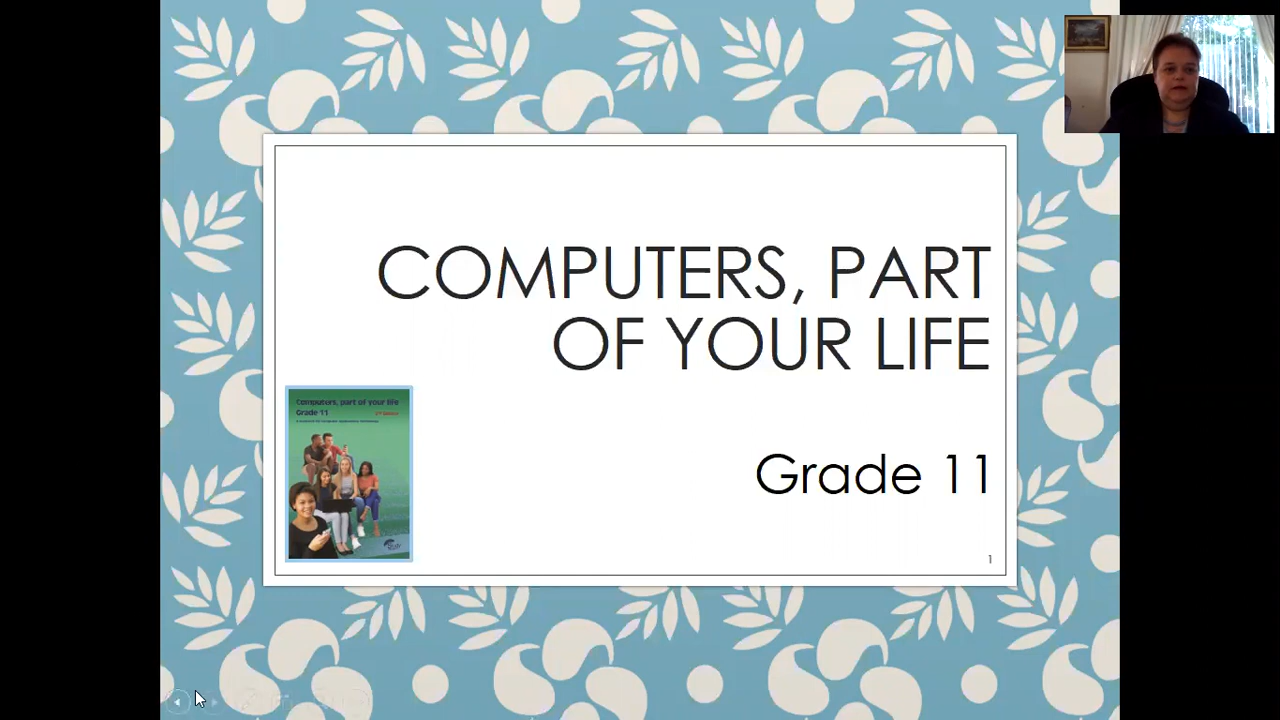 COMPUTERS, PART
OF YOUR LIFE
Computers, part of your life
Grade 11
Grade 11
1